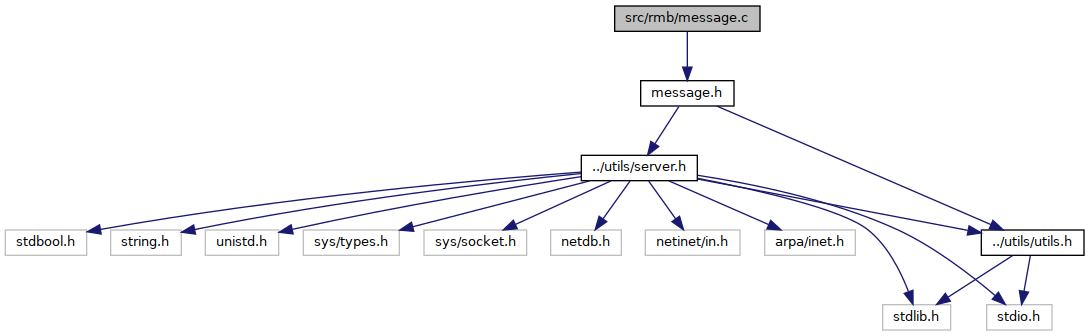 src/rmb/message.c
message.h
../utils/server.h
stdbool.h
string.h
unistd.h
sys/types.h
sys/socket.h
netdb.h
netinet/in.h
arpa/inet.h
../utils/utils.h
stdlib.h
stdio.h